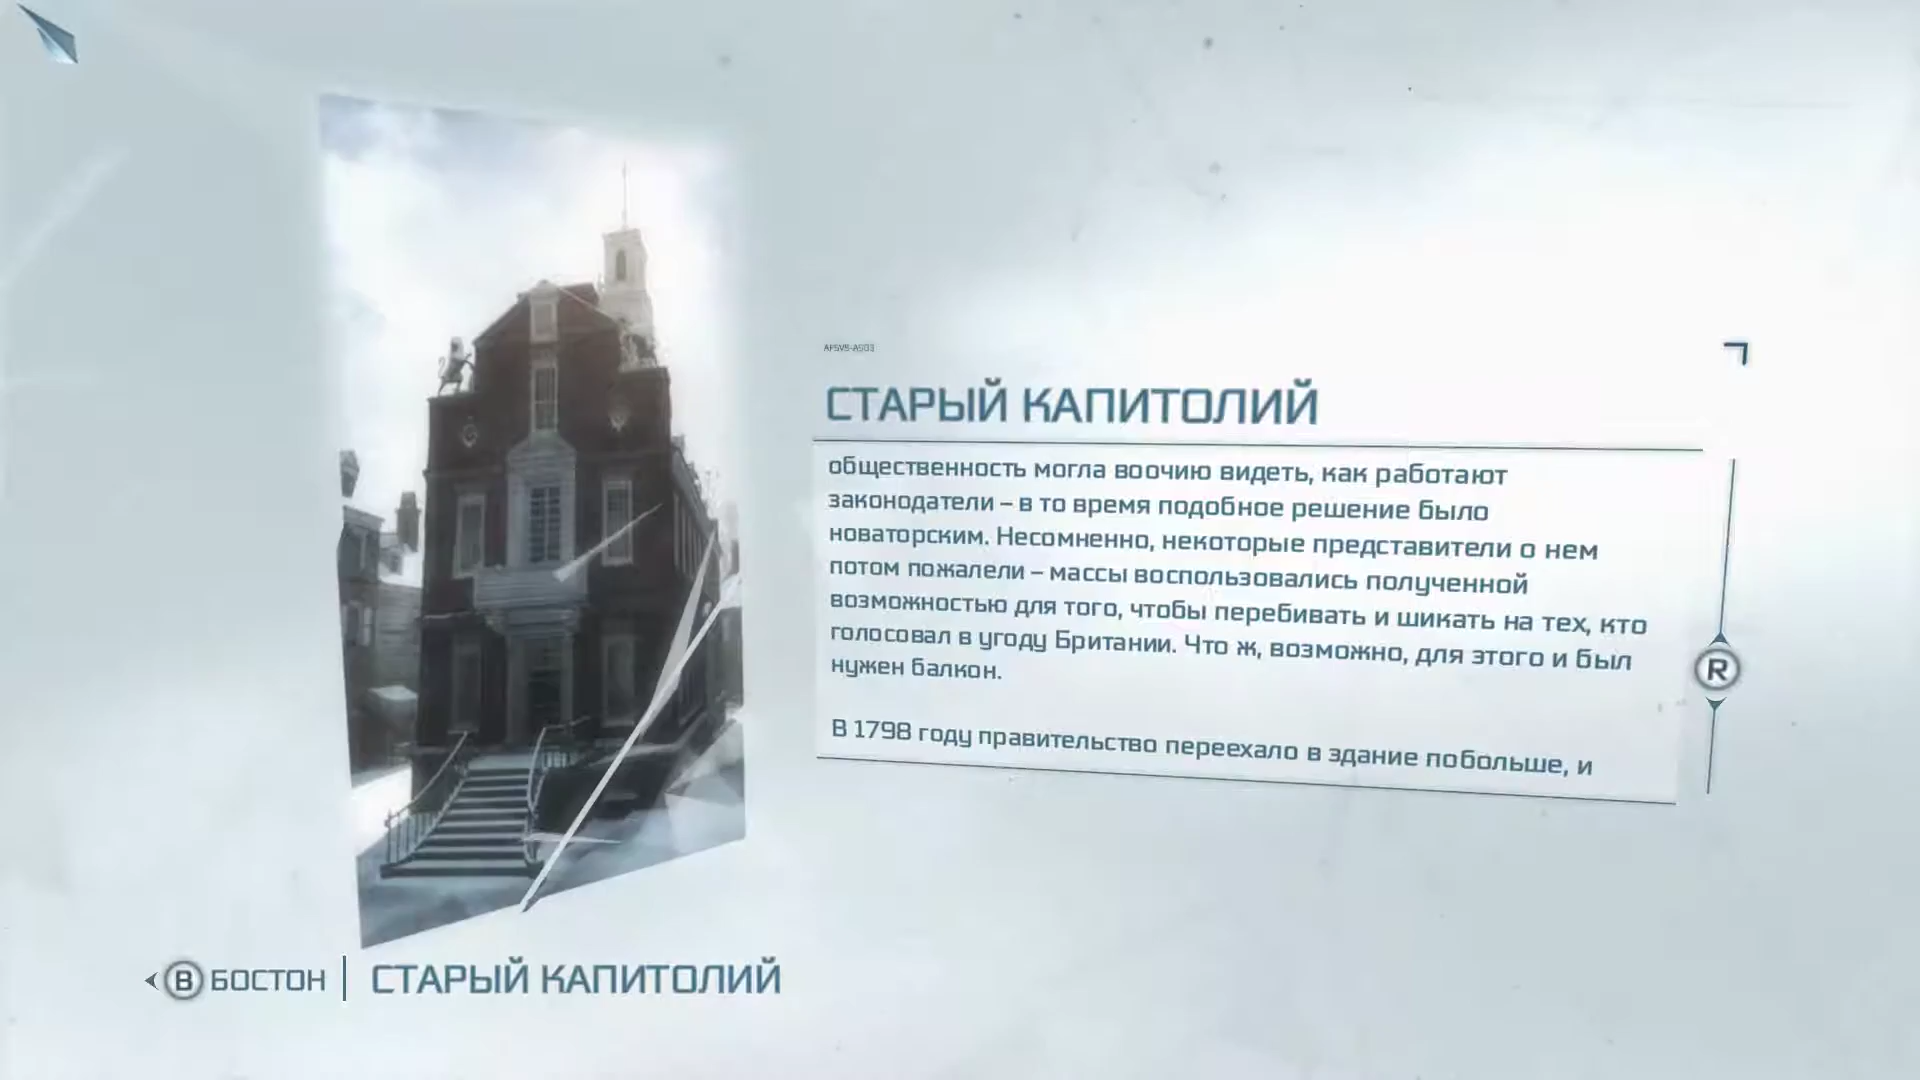 AFSV9-AS03
СТАРЫЙ КАПИТОЛИЙ
общественность могла воочию видеть, как работают
законодатели – в то время подобное решение было
новаторским. Несомненно, некоторые представители о нем
потом пожалели – массы воспользовались полученной
возможностью для того, чтобы перебивать и шикать на тех, кто
голосовал в угоду Британии. Что ж, возможно, для этого и был
нужен балкон.
В 1798 году правительство переехало в здание побольше, и
R
B БОСТОН
СТАРЫЙ КАПИТОЛИЙ